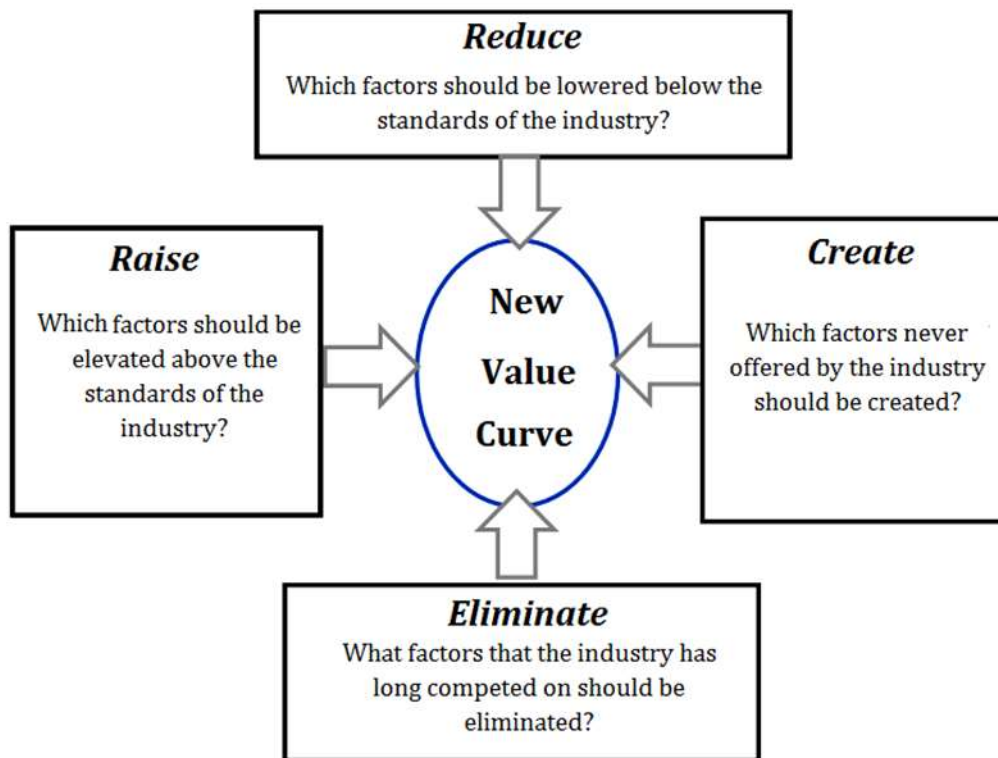 Reduce
Which factors should be lowered below the
standards of the industry?
Raise
Which factors should be
elevated above the
standards of the
industry?
New
Value
Curve
Create
Which factors never
offered by the industry
should be created?
Eliminate
What factors that the industry has
long competed on should be
eliminated?